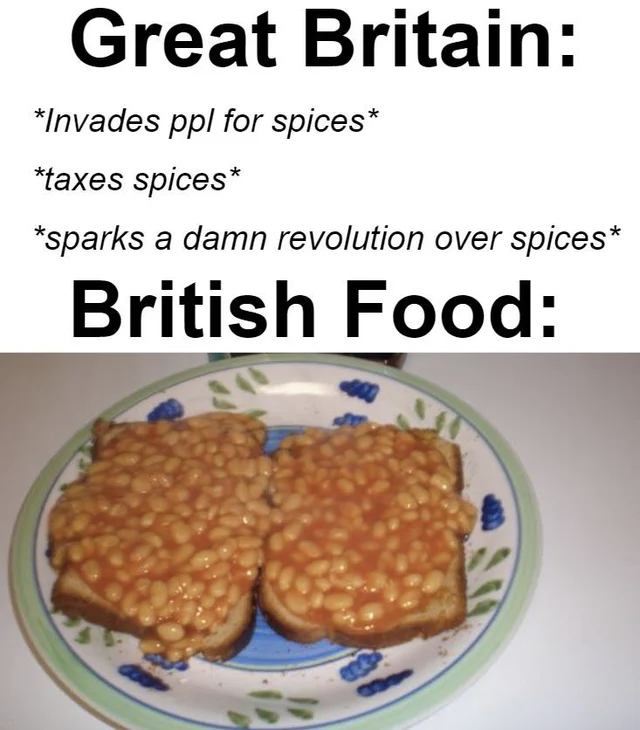 Great Britain:
*Invades ppl for spices*
*taxes spices*
*sparks a damn revolution over spices*
British Food: